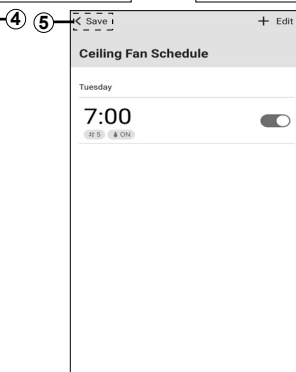 ④ ⑤ < Save + Edit
Ceiling Fan Schedule
Tuesday
7:00
5 ON